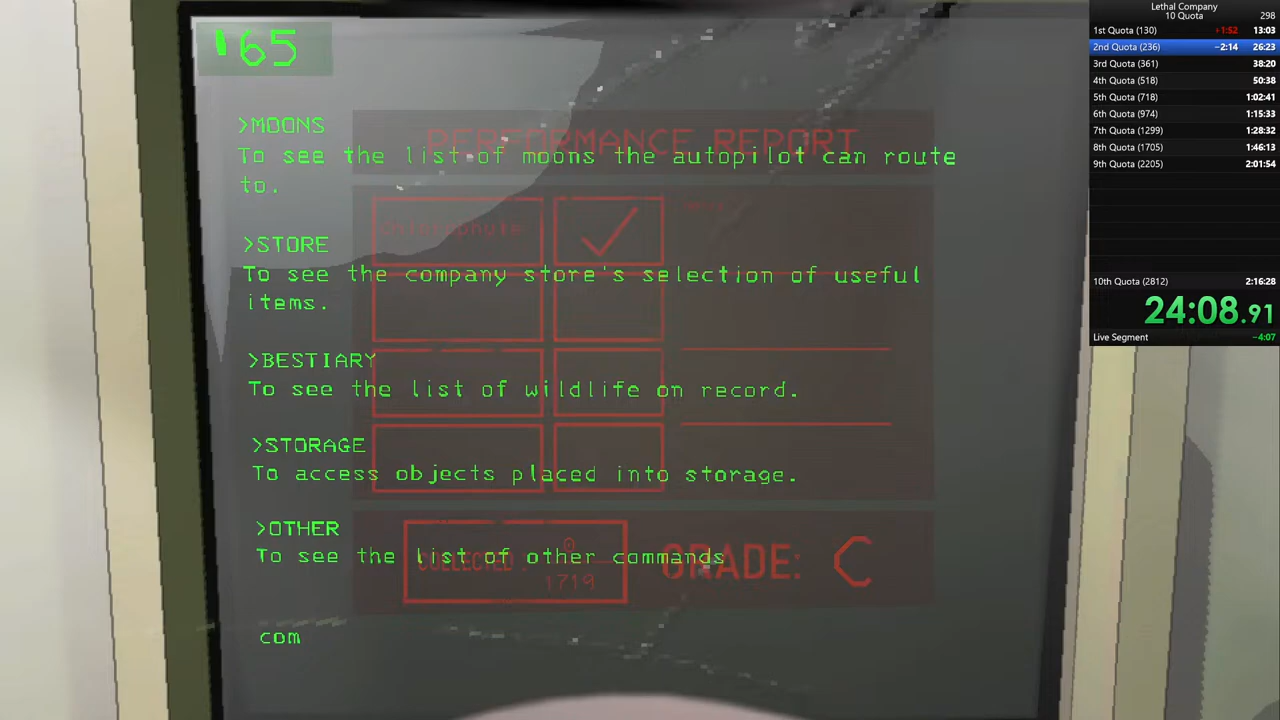 ▮65
>MOONS
To see the list of moons the autopilot can route
to.
>STORE
To see the company store's selection of useful
items.
>BESTIARY
To see the list of wildlife on record.
>STORAGE
To access objects placed into storage.
>OTHER
To see the list of other commands
com
PERFORMANCE REPORT
Chlorophyte
COLLECTED:
0
1719
GRADE: C
Lethal Company
10 Quota 298
1st Quota (130) +1:52 13:03
2nd Quota (236) −2:14 26:23
3rd Quota (361) 38:20
4th Quota (518) 50:38
5th Quota (718) 1:02:41
6th Quota (974) 1:15:33
7th Quota (1299) 1:28:32
8th Quota (1705) 1:46:13
9th Quota (2205) 2:01:54
10th Quota (2812) 2:16:28
24:08.91
Live Segment −4:07